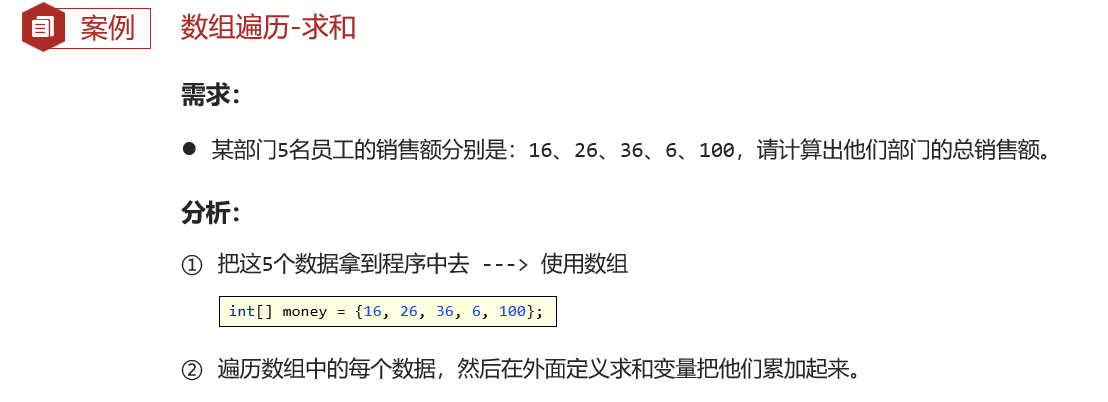 案例 数组遍历-求和
需求：
● 某部门5名员工的销售额分别是：16、26、36、6、100，请计算出他们部门的总销售额。
分析：
① 把这5个数据拿到程序中去 ---> 使用数组
int[] money = {16, 26, 36, 6, 100};
② 遍历数组中的每个数据，然后在外面定义求和变量把他们累加起来。